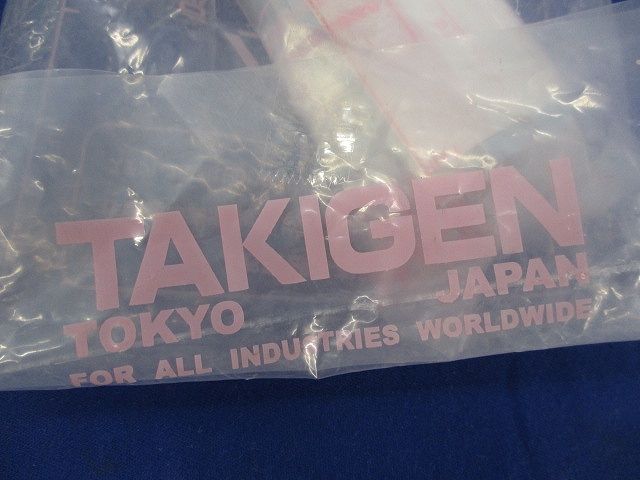 TAKIGEN
TOKYO JAPAN
FOR ALL INDUSTRIES WORLDWIDE